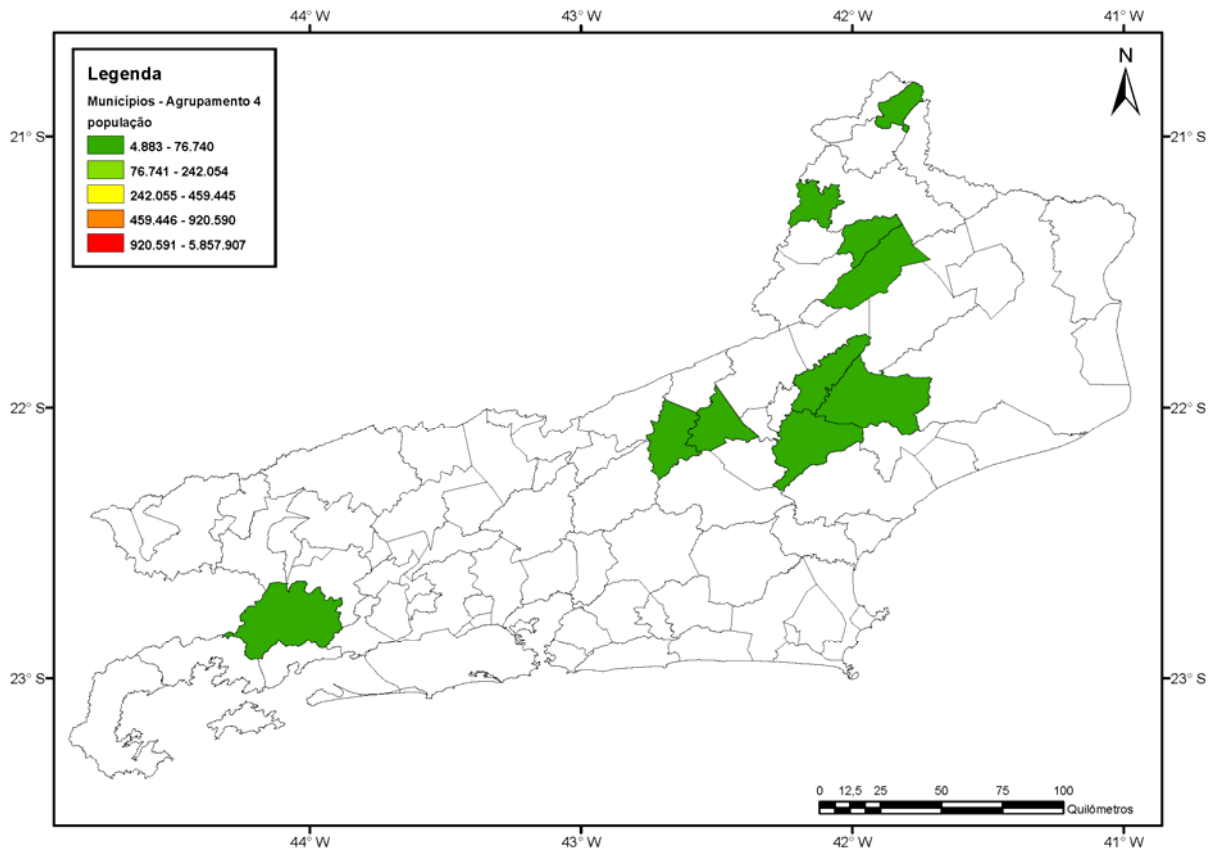 44° W 43° W 42° W 41° W
Legenda
Municípios - Agrupamento 4
população
4.883 - 76.740
76.741 - 242.054
242.055 - 459.445
459.446 - 920.590
920.591 - 5.857.907
N
21° S 21° S
22° S 22° S
23° S 23° S
0 12,5 25 50 75 100
Quilômetros
44° W 43° W 42° W 41° W